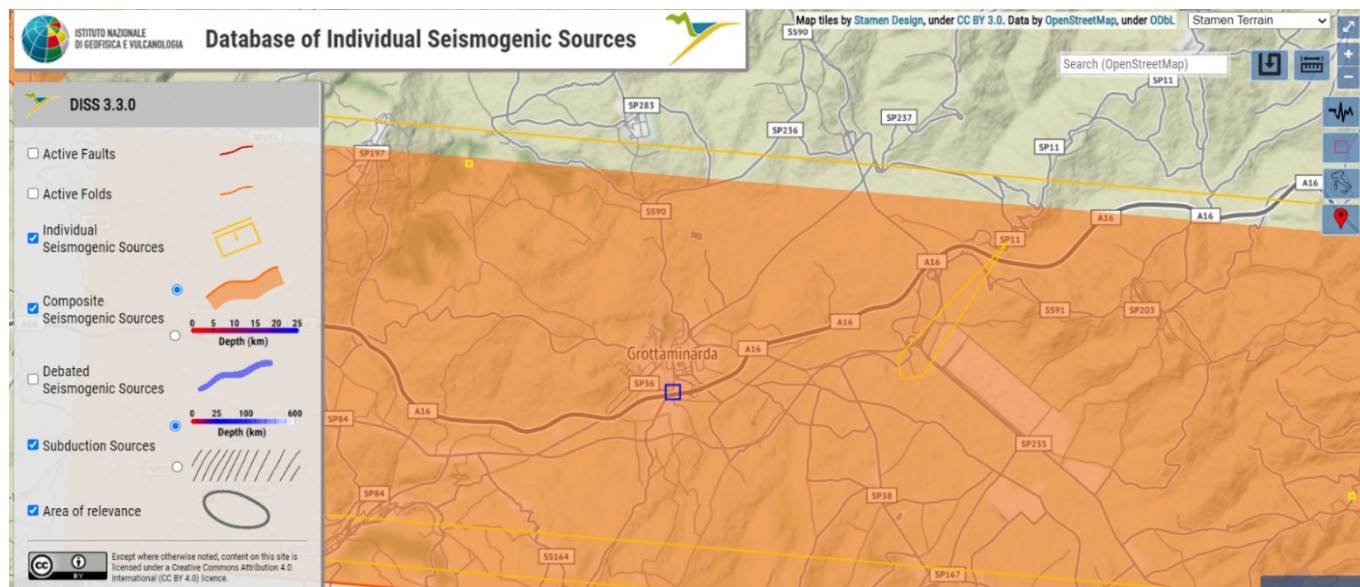 ISTITUTO NAZIONALE
DI GEOFISICA E VULCANOLOGIA
Database of Individual Seismogenic Sources
Map tiles by Stamen Design, under CC BY 3.0. Data by OpenStreetMap, under ODbL
Stamen Terrain
Search (OpenStreetMap)
DISS 3.3.0
Active Faults
Active Folds
Individual
Seismogenic Sources
Composite
Seismogenic Sources
0 5 10 15 20 25
Depth (km)
Debated
Seismogenic Sources
0 25 100 600
Depth (km)
Subduction Sources
Area of relevance
CC
BY
Except where otherwise noted, content on this site is
licensed under a Creative Commons Attribution 4.0
International (CC BY 4.0) licence.
SS90
SP11
SP283
SP237
SP236
SP11
SP197
A16
SS90
A16
A16
SP11
A16
SS91
SP203
A16
Grottaminarda
A16
SP36
A16
SP84
SP235
SP84
SP38
SS164
SP167